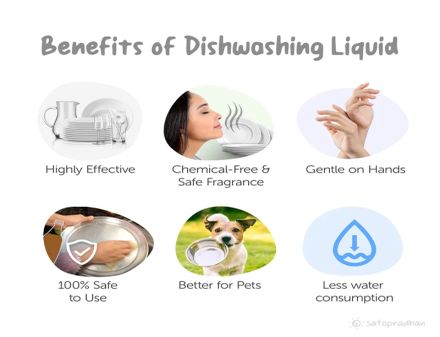 Benefits of Dishwashing Liquid
Highly Effective
Chemical-Free &
Safe Fragrance
Gentle on Hands
100% Safe
to Use
Better for Pets
Less water
consumption
satopradhan